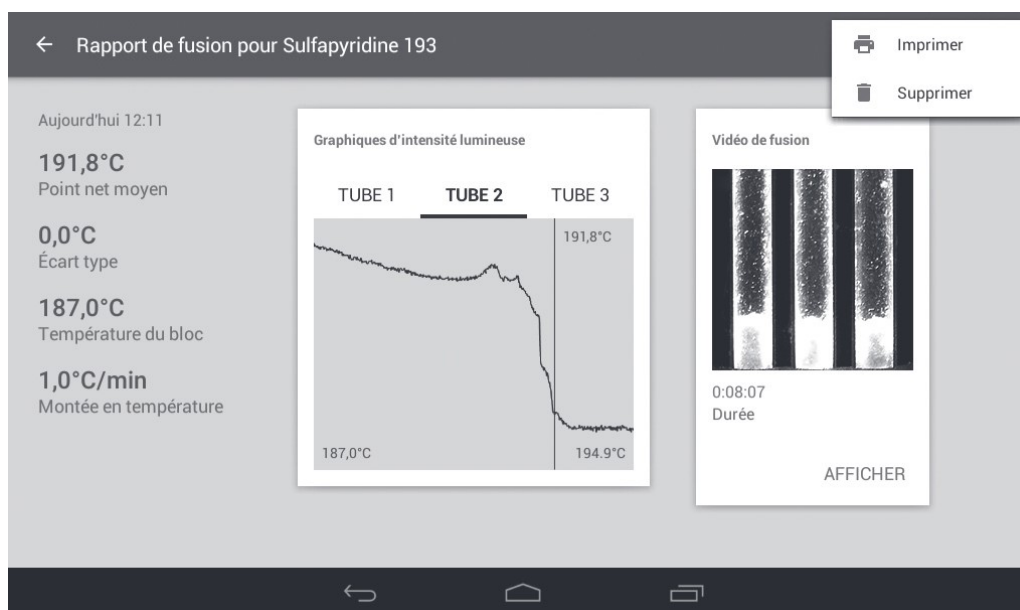 Rapport de fusion pour Sulfapyridine 193
Imprimer
Supprimer
Aujourd'hui 12:11
191,8°C
Point net moyen
0,0°C
Écart type
187,0°C
Température du bloc
1,0°C/min
Montée en température
Graphiques d'intensité lumineuse
TUBE 1 TUBE 2 TUBE 3
191,8°C
187,0°C 194.9°C
Vidéo de fusion
0:08:07
Durée
AFFICHER